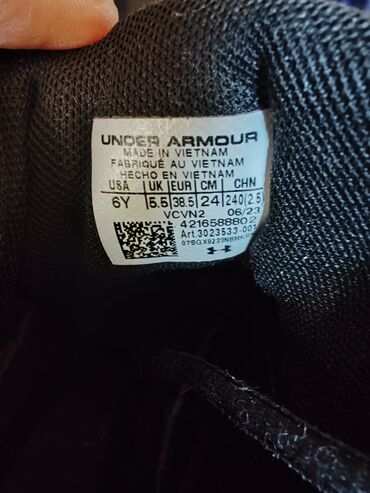 UNDER ARMOUR
MADE IN VIETNAM
FABRIQUÉ AU VIETNAM
HECHO EN VIETNAM
USA UK EUR CM CHN
6Y 5.5 38.5 24 240(2.5)
VCVN2 06/23
4216588802
Art.3023533-001